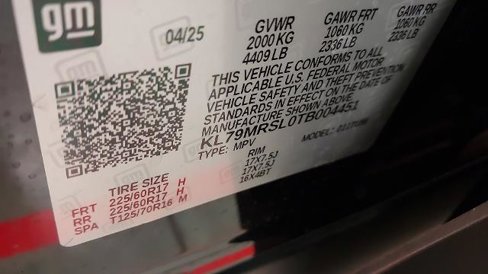 gm
04/25
GVWR
2000 KG
4409 LB
GAWR FRT
1060 KG
2336 LB
GAWR RR
1060 KG
2336 LB
THIS VEHICLE CONFORMS TO ALL
APPLICABLE U.S. FEDERAL MOTOR
VEHICLE SAFETY AND THEFT PREVENTION
STANDARDS IN EFFECT ON THE DATE OF
MANUFACTURE SHOWN ABOVE.
KL79MRSL0TB004451
TYPE: MPV
MODEL:
TIRE SIZE
RIM
FRT 225/60R17 H 17X7.5J
RR 225/60R17 H 17X7.5J
SPA T125/70R16 M 16X4BT